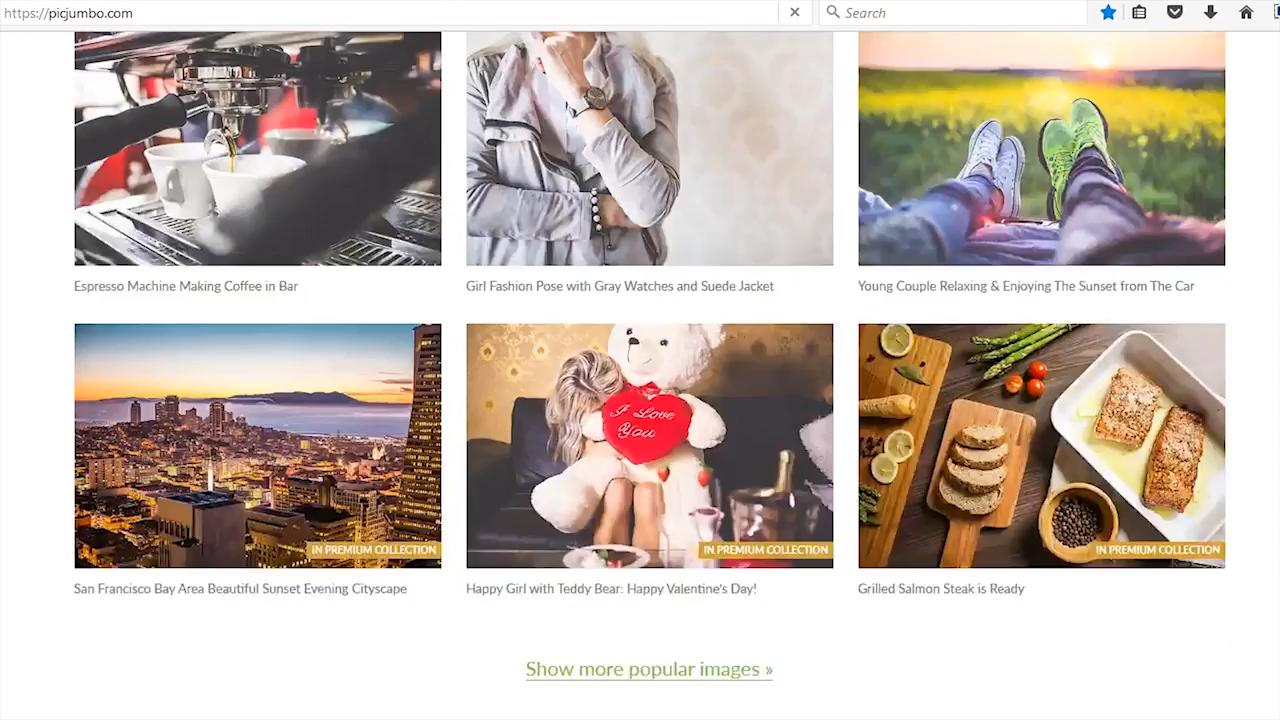 https://picjumbo.com
Search
Espresso Machine Making Coffee in Bar
Girl Fashion Pose with Gray Watches and Suede Jacket
Young Couple Relaxing & Enjoying The Sunset from The Car
I Love
You
IN PREMIUM COLLECTION
IN PREMIUM COLLECTION
IN PREMIUM COLLECTION
San Francisco Bay Area Beautiful Sunset Evening Cityscape
Happy Girl with Teddy Bear: Happy Valentine's Day!
Grilled Salmon Steak is Ready
Show more popular images »